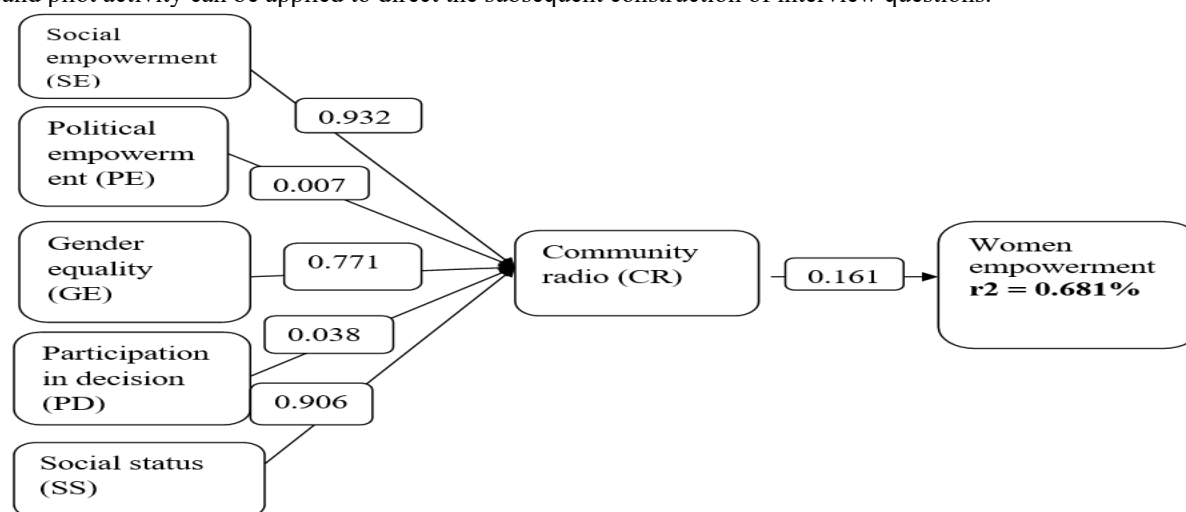 and pilot activity can be applied to direct the subsequent construction of interview questions.
Social
empowerment
(SE)
0.932
Political
empowerm
ent (PE)
0.007
Gender
equality
(GE)
0.771
Participation
in decision
(PD)
0.038
Social status
(SS)
0.906
Community
radio (CR)
0.161
Women
empowerment
r2 = 0.681%